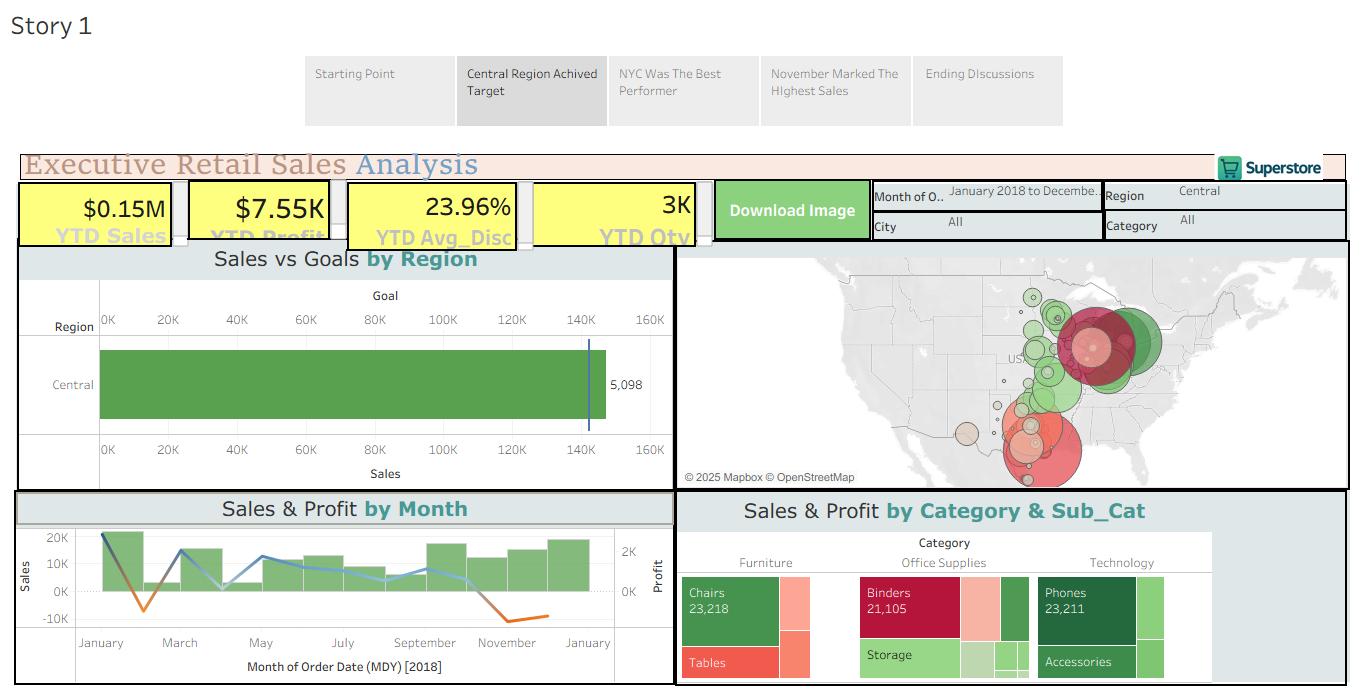 Story 1
Starting Point
Central Region Achived
Target
NYC Was The Best
Performer
November Marked The
HIghest Sales
Ending DIscussions
Executive Retail Sales Analysis
Superstore
$0.15M
YTD Sales
$7.55K
YTD Profit
23.96%
YTD Avg_Disc
3K
YTD Qty
Download Image
Month of O.. January 2018 to Decembe..
Region Central
City All
Category All
Sales vs Goals by Region
Goal
Region
0K 20K 40K 60K 80K 100K 120K 140K 160K
Central
5,098
0K 20K 40K 60K 80K 100K 120K 140K 160K
Sales
© 2025 Mapbox © OpenStreetMap
Sales & Profit by Month
Sales
20K
10K
0K
-10K
2K
0K
Profit
January March May July September November January
Month of Order Date (MDY) [2018]
Sales & Profit by Category & Sub_Cat
Category
Furniture Office Supplies Technology
Chairs
23,218
Tables
Binders
21,105
Storage
Phones
23,211
Accessories